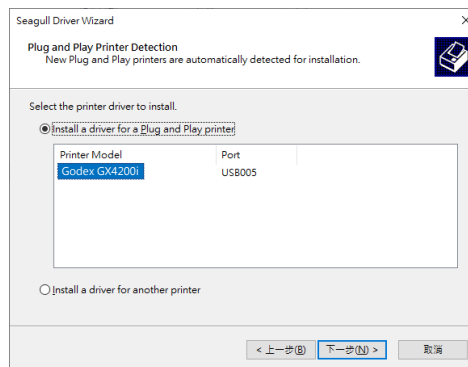 Seagull Driver Wizard
Plug and Play Printer Detection
New Plug and Play printers are automatically detected for installation.
Select the printer driver to install.
Install a driver for a Plug and Play printer
Printer Model Port
Godex GX4200i USB005
Install a driver for another printer
< 上一步(B) 下一步(N) > 取消